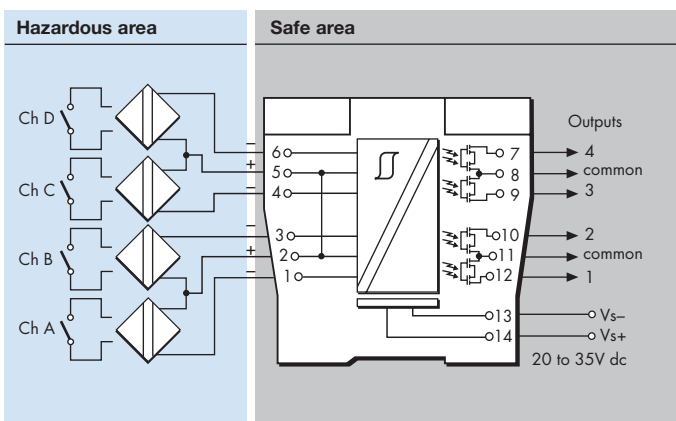 Hazardous area
Safe area
Ch D
Ch C
Ch B
Ch A
–
6
+
5
–
4
–
3
+
2
–
1
Outputs
7
4
8
common
9
3
10
2
11
common
12
1
13
Vs–
14
Vs+
20 to 35V dc